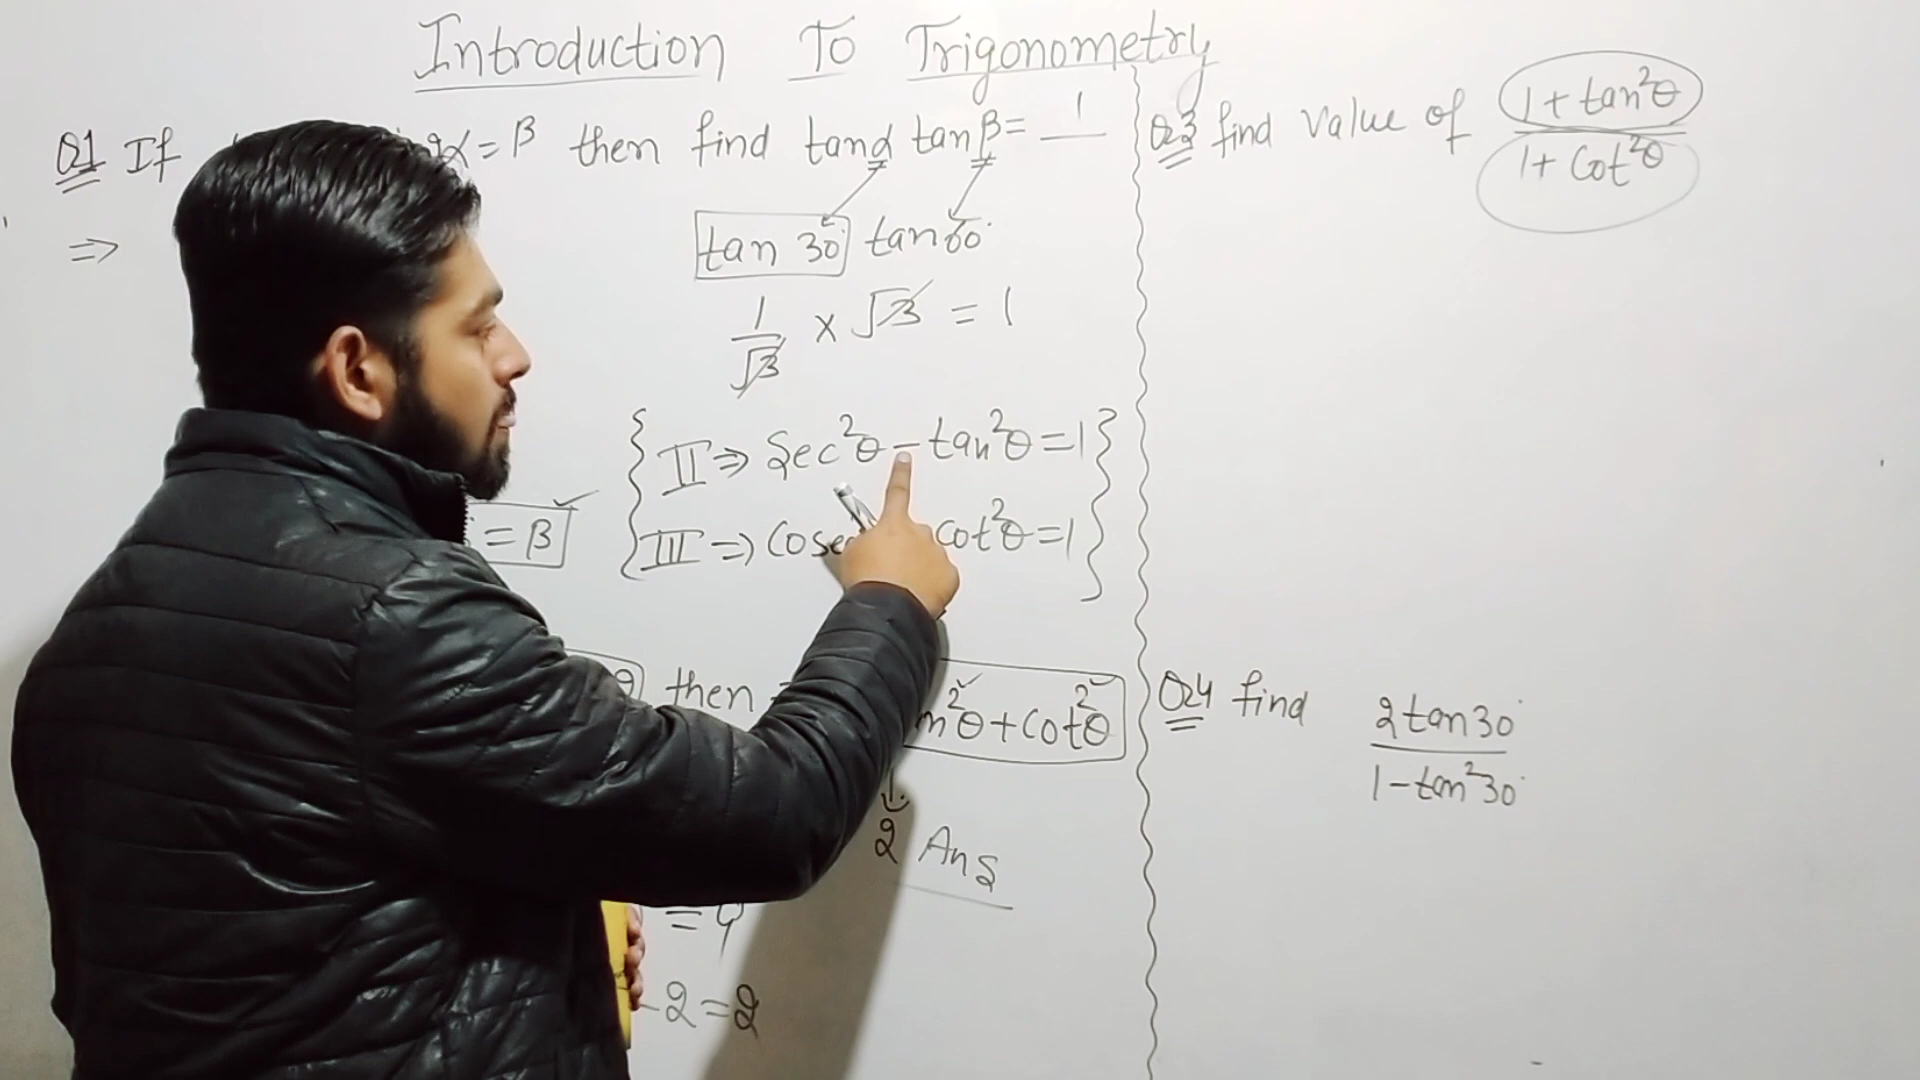 Introduction To Trigonometry
Q1 If α=β then find tanα tanβ= 1
⇒ tan 30° tan60°
1/√3 × √3 = 1
II ⇒ Sec²θ-tan²θ=1
=β III ⇒ Cosec cot²θ=1
then n²θ+Cot²θ
2 Ans
=4
-2=2
Q3 find value of 1+tan²θ/1+Cot²θ
Q4 find 2tan30°/1-tan²30°